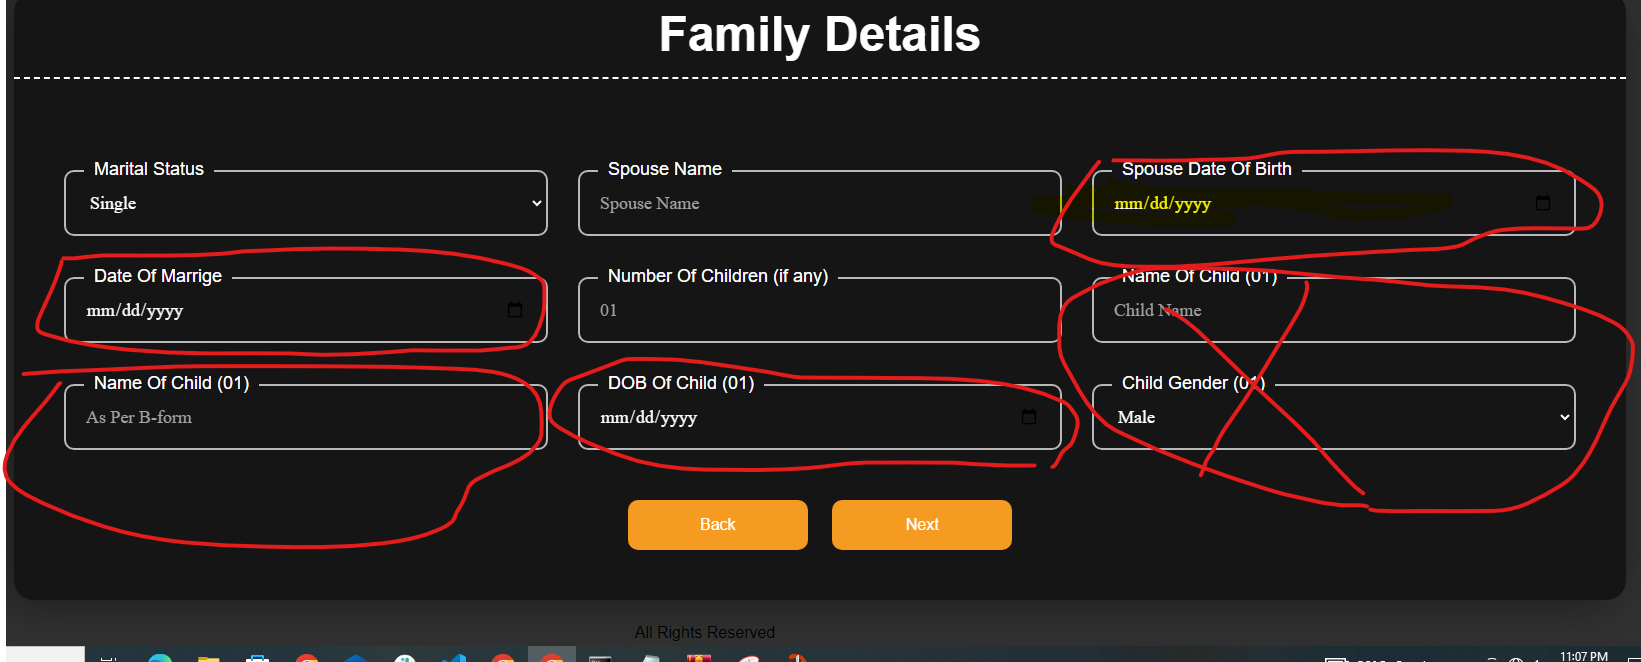 Family Details
Marital Status
Single
Spouse Name
Spouse Name
Spouse Date Of Birth
mm/dd/yyyy
Date Of Marrige
mm/dd/yyyy
Number Of Children (if any)
01
Name Of Child (01)
Child Name
Name Of Child (01)
As Per B-form
DOB Of Child (01)
mm/dd/yyyy
Child Gender (01)
Male
Back
Next
All Rights Reserved
11:07 PM